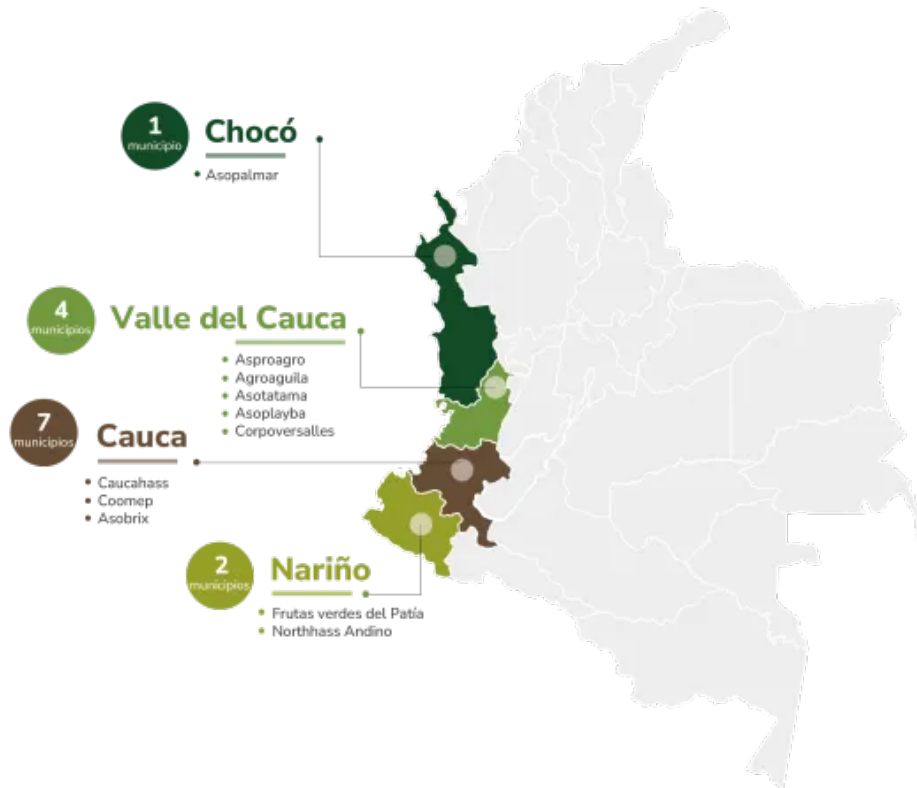 1
municipio
Chocó
Asopalmar
4
municipios
Valle del Cauca
Asproagro
Agroaguila
Asotatama
Asoplayba
Corpoversalles
7
municipios
Cauca
Caucahass
Coomep
Asobrix
2
municipios
Nariño
Frutas verdes del Patía
Northhass Andino